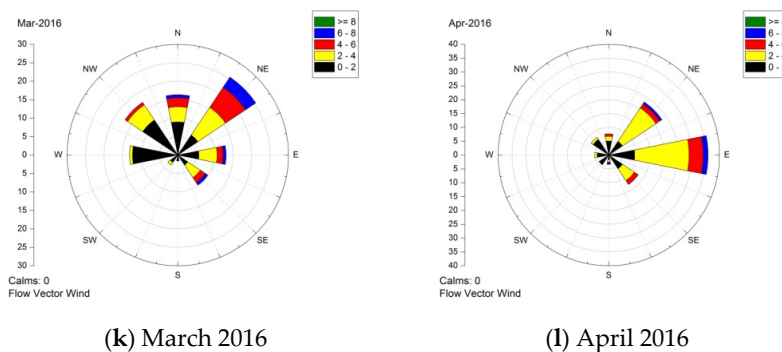 Mar-2016
>= 8
6 - 8
4 - 6
2 - 4
0 - 2
30
25
20
15
10
5
0
5
10
15
20
25
30
N
NE
E
SE
S
SW
W
NW
Calms: 0
Flow Vector Wind
(k) March 2016
Apr-2016
>=
6 -
4 -
2 -
0 -
40
35
30
25
20
15
10
5
0
5
10
15
20
25
30
35
40
N
NE
E
SE
S
SW
W
NW
Calms: 0
Flow Vector Wind
(l) April 2016